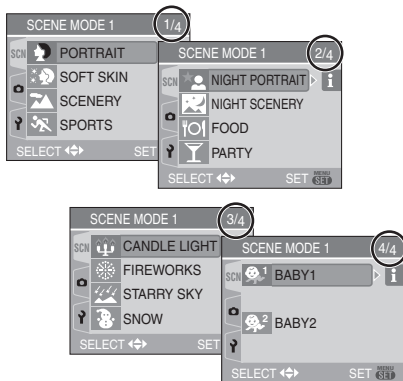 SCENE MODE 1 1/4
SCN PORTRAIT
SOFT SKIN
SCENERY
SPORTS
SELECT SET
SCENE MODE 1 2/4
SCN NIGHT PORTRAIT i
NIGHT SCENERY
FOOD
PARTY
SELECT SET MENU SET
SCENE MODE 1 3/4
SCN CANDLE LIGHT
FIREWORKS
STARRY SKY
SNOW
SELECT SET
SCENE MODE 1 4/4
SCN 1 BABY1 i
2 BABY2
SELECT SET MENU SET